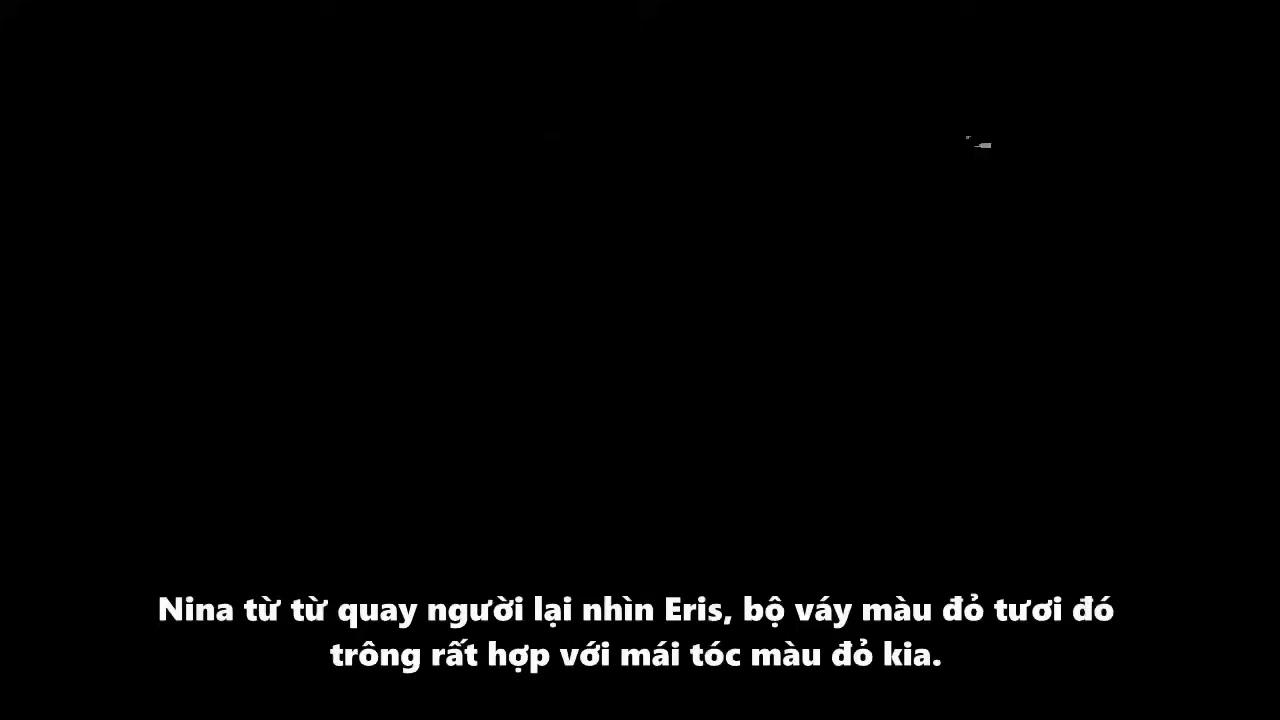 Nina từ từ quay người lại nhìn Eris, bộ váy màu đỏ tươi đó
trông rất hợp với mái tóc màu đỏ kia.